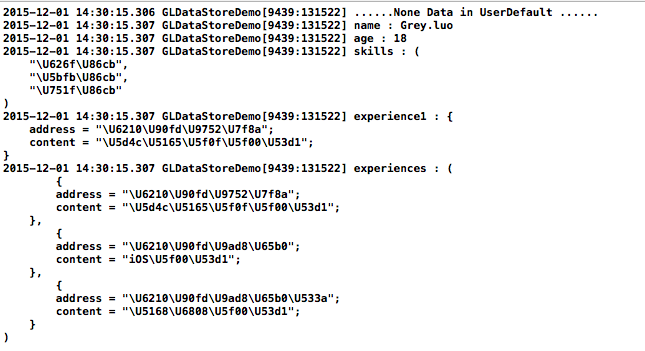 2015-12-01 14:30:15.306 GLDataStoreDemo[9439:131522] ......None Data in UserDefault ......
2015-12-01 14:30:15.307 GLDataStoreDemo[9439:131522] name : Grey.luo
2015-12-01 14:30:15.307 GLDataStoreDemo[9439:131522] age : 18
2015-12-01 14:30:15.307 GLDataStoreDemo[9439:131522] skills : (
    "\U626f\U86cb",
    "\U5bfb\U86cb",
    "\U751f\U86cb"
)
2015-12-01 14:30:15.307 GLDataStoreDemo[9439:131522] experience1 : {
    address = "\U6210\U90fd\U9752\U7f8a";
    content = "\U5d4c\U5165\U5f0f\U5f00\U53d1";
}
2015-12-01 14:30:15.307 GLDataStoreDemo[9439:131522] experiences : (
        {
        address = "\U6210\U90fd\U9752\U7f8a";
        content = "\U5d4c\U5165\U5f0f\U5f00\U53d1";
    },
        {
        address = "\U6210\U90fd\U9ad8\U65b0";
        content = "iOS\U5f00\U53d1";
    },
        {
        address = "\U6210\U90fd\U9ad8\U65b0\U533a";
        content = "\U5168\U6808\U5f00\U53d1";
    }
)